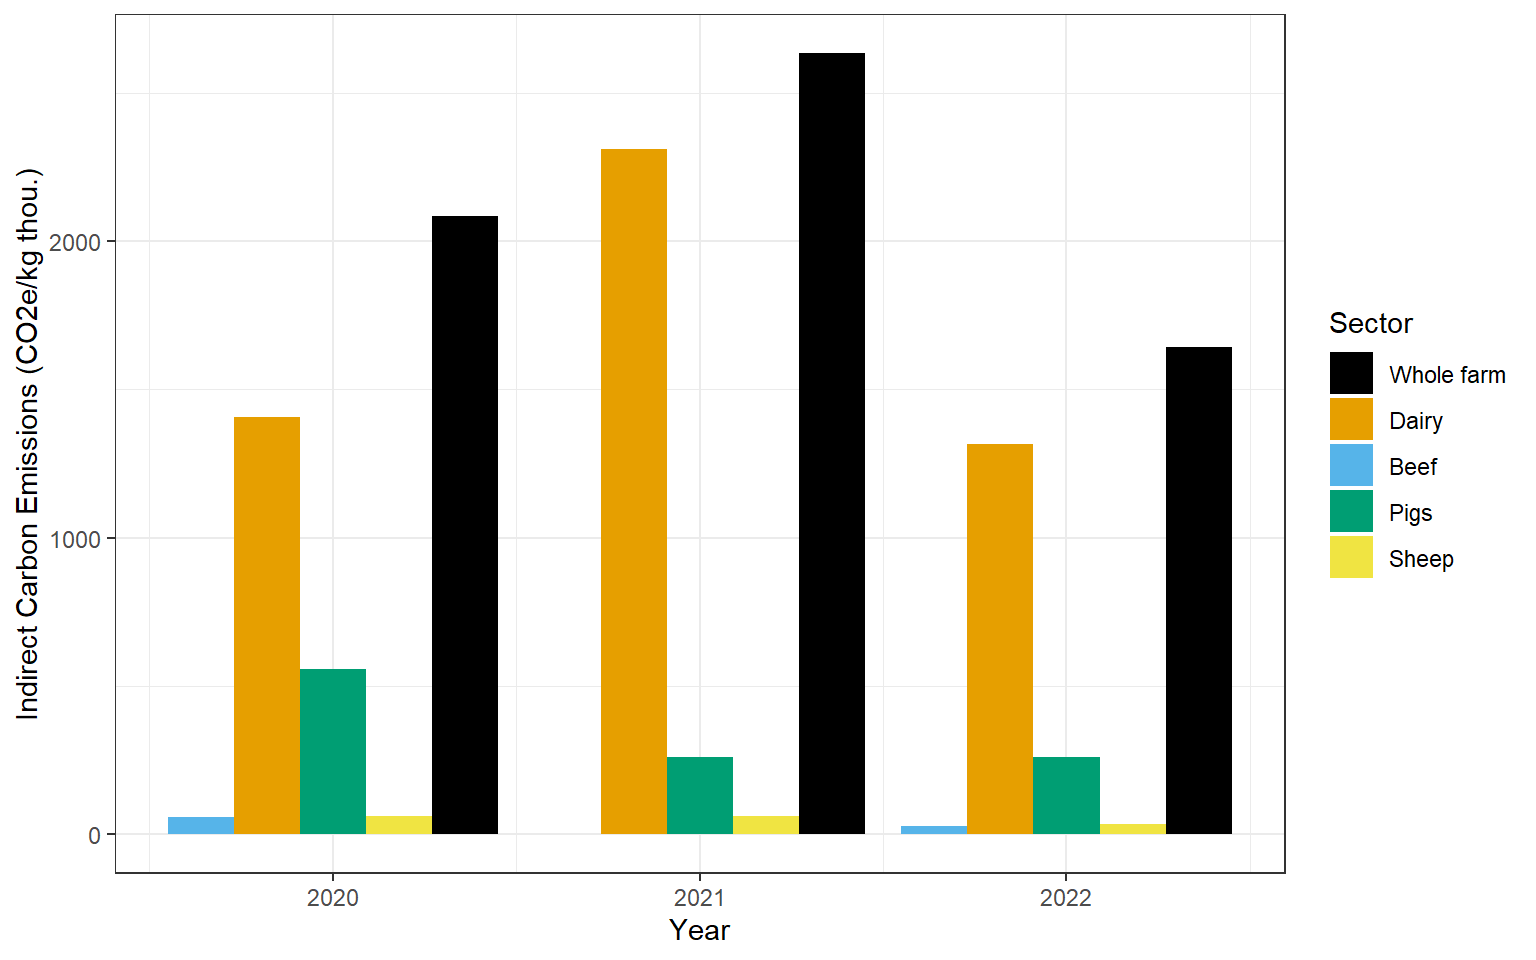 Indirect Carbon Emissions (CO2e/kg thou.)
2000
1000
0
2020
2021
2022
Year
Sector
Whole farm
Dairy
Beef
Pigs
Sheep